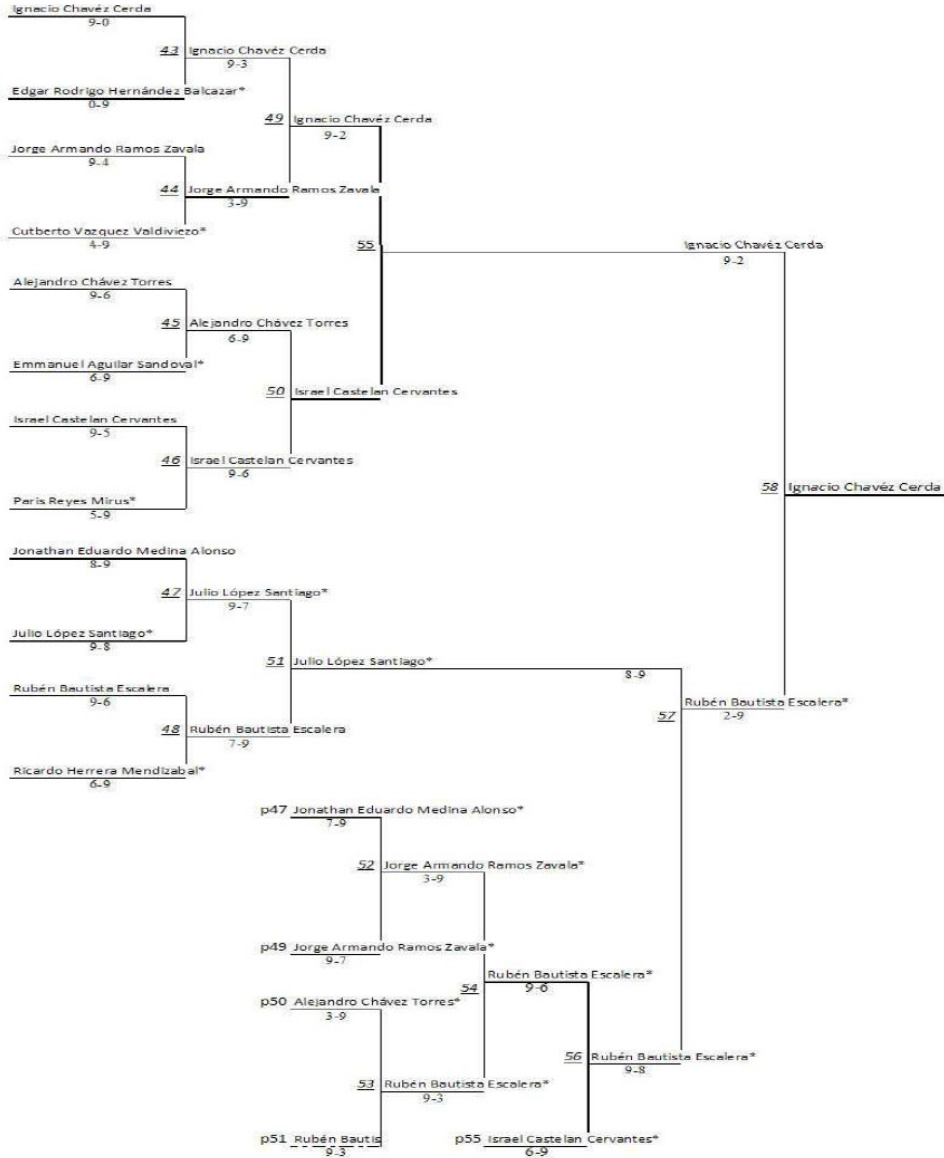 Ignacio Chavéz Cerda
9-0
43 Ignacio Chavéz Cerda
9-3
Edgar Rodrigo Hernández Balcazar*
0-9
49 Ignacio Chavéz Cerda
9-2
Jorge Armando Ramos Zavala
9-4
44 Jorge Armando Ramos Zavala
3-9
Cutberto Vazquez Valdiviezo*
4-9
55 Ignacio Chavéz Cerda
9-2
Alejandro Chávez Torres
9-6
45 Alejandro Chávez Torres
6-9
Emmanuel Aguilar Sandoval*
6-9
50 Israel Castelan Cervantes
Israel Castelan Cervantes
9-5
46 Israel Castelan Cervantes
9-6
Paris Reyes Mirus*
5-9
58 Ignacio Chavéz Cerda
Jonathan Eduardo Medina Alonso
8-9
47 Julio López Santiago*
9-7
Julio López Santiago*
9-8
51 Julio López Santiago*
8-9
Rubén Bautista Escalera
9-6
57 Rubén Bautista Escalera*
2-9
48 Rubén Bautista Escalera
7-9
Ricardo Herrera Mendizabal*
6-9
p47 Jonathan Eduardo Medina Alonso*
7-9
52 Jorge Armando Ramos Zavala*
3-9
p49 Jorge Armando Ramos Zavala*
9-7
54 Rubén Bautista Escalera*
9-6
p50 Alejandro Chávez Torres*
3-9
56 Rubén Bautista Escalera*
9-8
53 Rubén Bautista Escalera*
9-3
p51 Rubén Bautis
9-3
p55 Israel Castelan Cervantes*
6-9